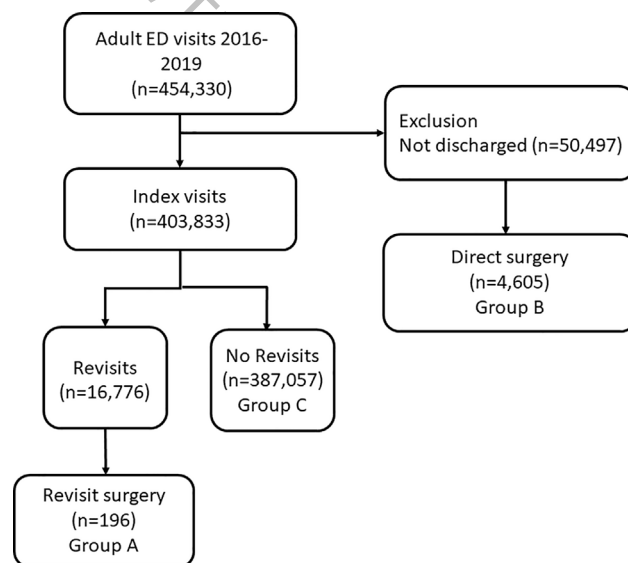 Adult ED visits 2016-
2019
(n=454,330)
Exclusion
Not discharged (n=50,497)
Index visits
(n=403,833)
Direct surgery
(n=4,605)
Group B
Revisits
(n=16,776)
No Revisits
(n=387,057)
Group C
Revisit surgery
(n=196)
Group A